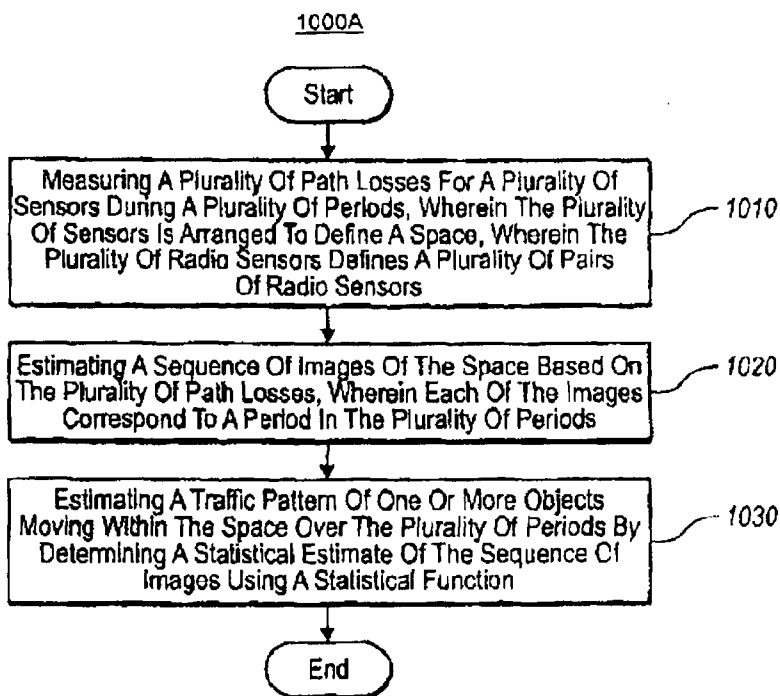 1000A
Start
Measuring A Plurality Of Path Losses For A Plurality Of
Sensors During A Plurality Of Periods, Wherein The Plurality
Of Sensors Is Arranged To Define A Space, Wherein The
Plurality Of Radio Sensors Defines A Plurality Of Pairs
Of Radio Sensors
1010
Estimating A Sequence Of Images Of The Space Based On
The Plurality Of Path Losses, Wherein Each Of The Images
Correspond To A Period In The Plurality Of Periods
1020
Estimating A Traffic Pattern Of One Or More Objects
Moving Within The Space Over The Plurality Of Periods By
Determining A Statistical Estimate Of The Sequence Of
Images Using A Statistical Function
1030
End